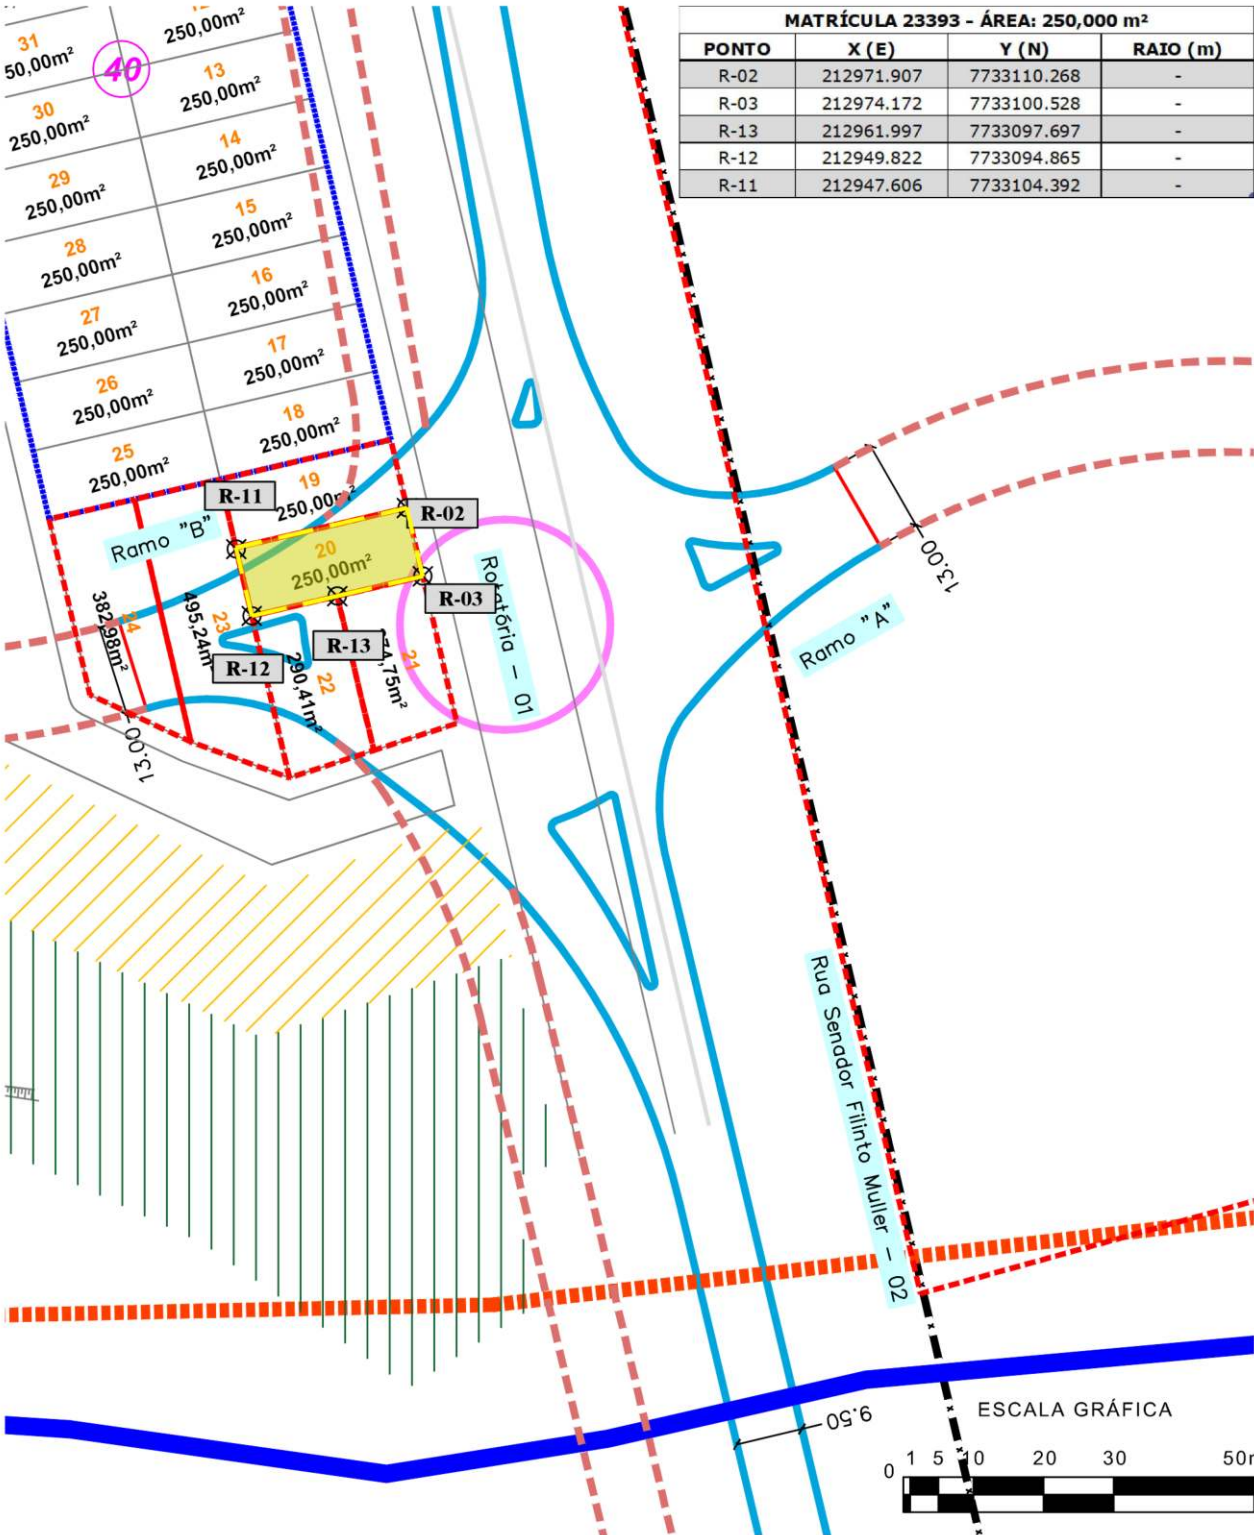 MATRÍCULA 23393 - ÁREA: 250,000 m²
PONTO X (E) Y (N) RAIO (m)
R-02 212971.907 7733110.268 -
R-03 212974.172 7733100.528 -
R-13 212961.997 7733097.697 -
R-12 212949.822 7733094.865 -
R-11 212947.606 7733104.392 -
40
250,00m²
31
50,00m²
13
250,00m²
30
250,00m²
14
250,00m²
29
250,00m²
15
250,00m²
28
250,00m²
16
250,00m²
27
250,00m²
17
250,00m²
26
250,00m²
18
250,00m²
25
250,00m²
19
250,00m²
R-11
R-02
Ramo "B"
20
250,00m²
R-03
R-13
R-12
24
382,98m²
23
495,24m²
22
290,41m²
21
4,75m²
Rotatória - 01
13.00
13.00
Ramo "A"
Rua Senador Filinto Muller - 02
9.50
ESCALA GRÁFICA
0 1 5 10 20 30 50m